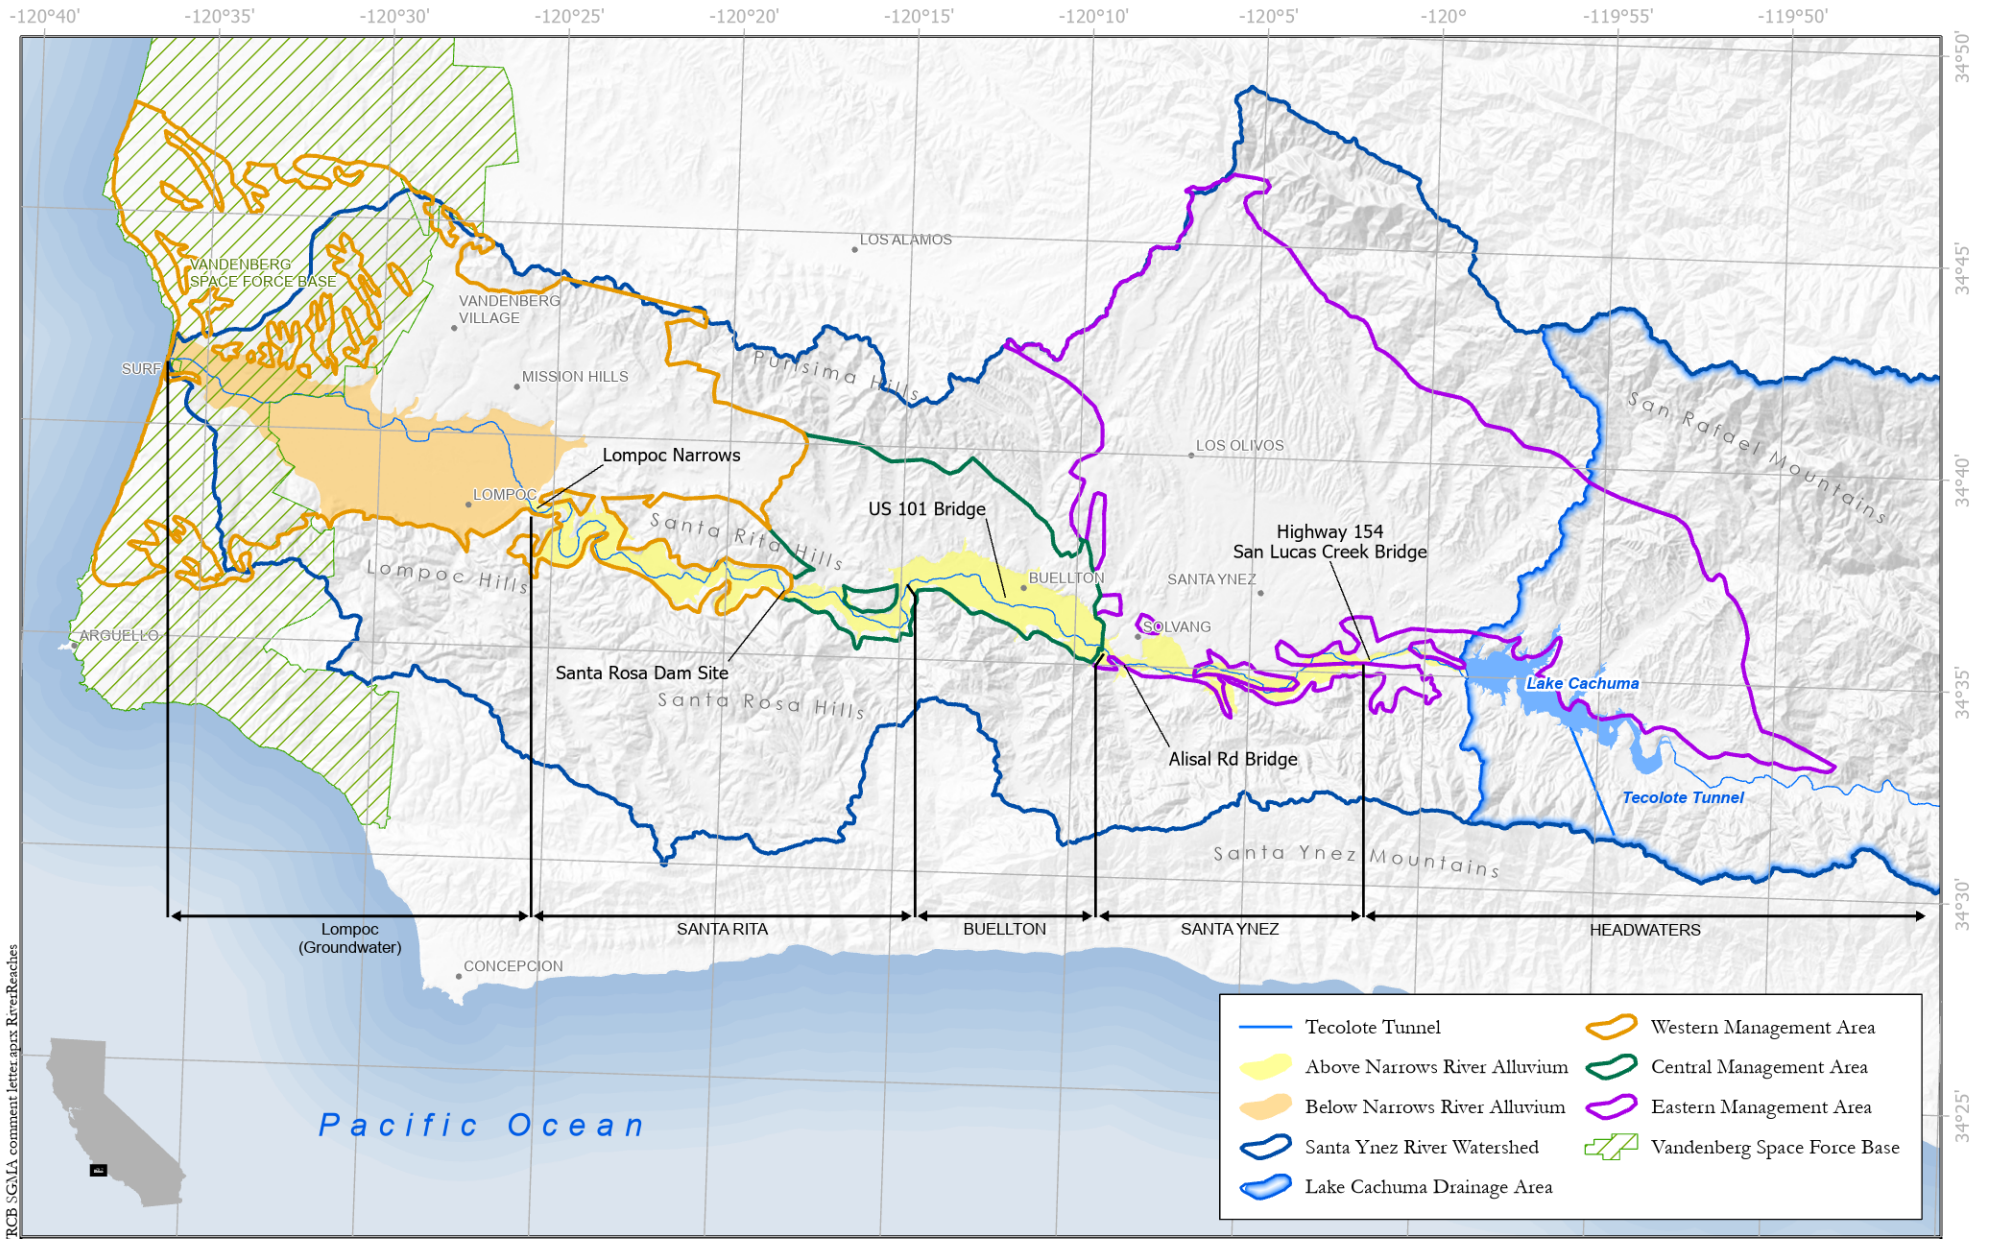 -120°40'
-120°35'
-120°30'
-120°25'
-120°20'
-120°15'
-120°10'
-120°5'
-120°
-119°55'
-119°50'
34°50'
34°45'
34°40'
34°35'
34°30'
34°25'
LOS ALAMOS
VANDENBERG
SPACE FORCE BASE
VANDENBERG
VILLAGE
SURF
MISSION HILLS
Purisima Hills
San Rafael Mountains
LOS OLIVOS
Lompoc Narrows
LOMPOC
US 101 Bridge
Santa Rita Hills
Highway 154
San Lucas Creek Bridge
Lompoc Hills
BUELLTON
SANTA YNEZ
ARGUELLO
SOLVANG
Santa Rosa Dam Site
Santa Rosa Hills
Lake Cachuma
Alisal Rd Bridge
Tecolote Tunnel
Santa Ynez Mountains
Lompoc
(Groundwater)
SANTA RITA
BUELLTON
SANTA YNEZ
HEADWATERS
CONCEPCION
Pacific Ocean
Tecolote Tunnel
Above Narrows River Alluvium
Below Narrows River Alluvium
Santa Ynez River Watershed
Lake Cachuma Drainage Area
Western Management Area
Central Management Area
Eastern Management Area
Vandenberg Space Force Base
SGMA comment letter.aprx RiverReaches